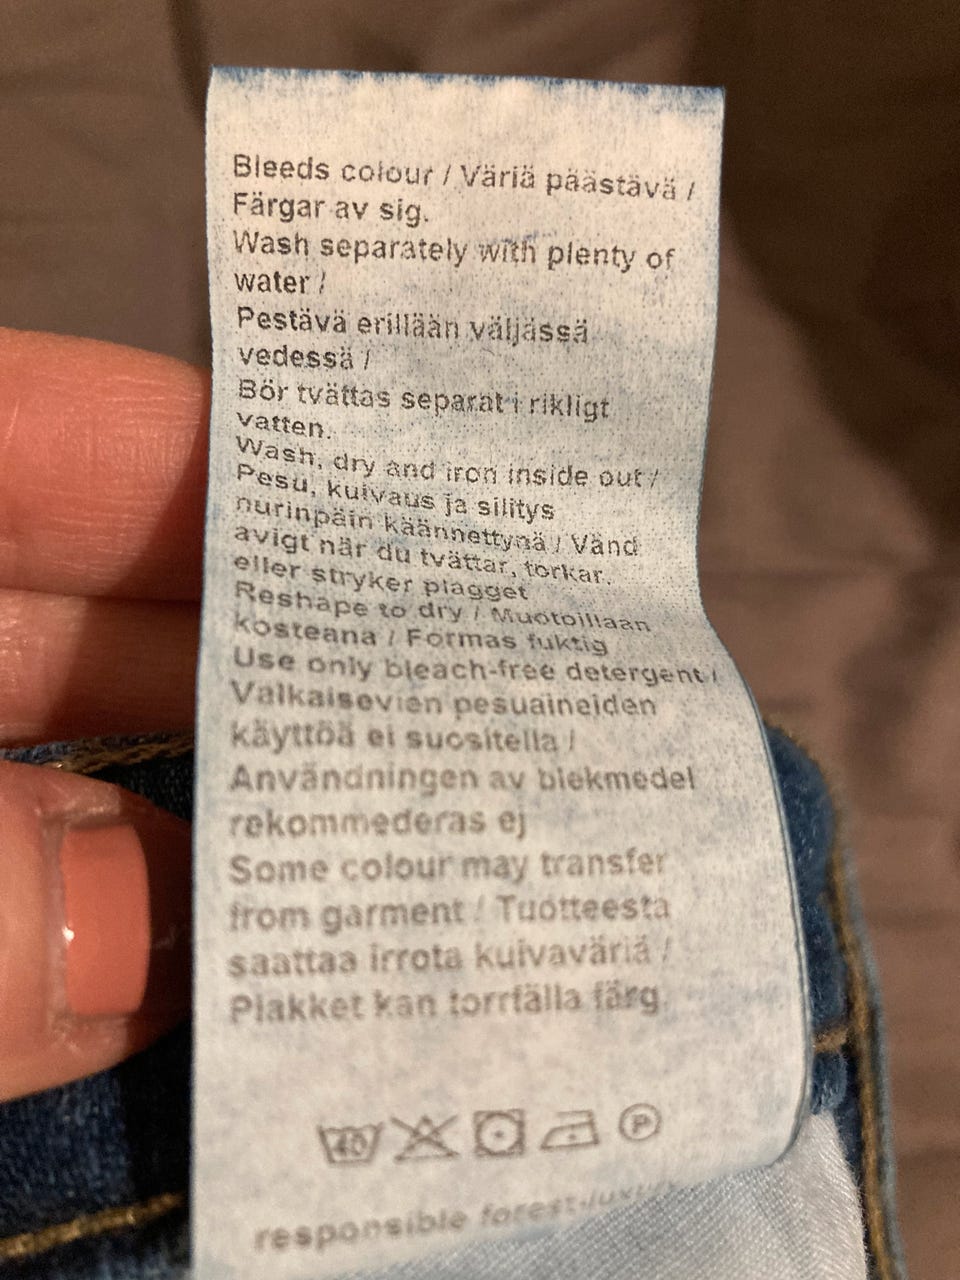 Bleeds colour / Väriä päästävä /
Färgar av sig.
Wash separately with plenty of
water /
Pestävä erillään väljässä
vedessä /
Bör tvättas separat i rikligt
vatten.
Wash, dry and iron inside out /
Pesu, kuivaus ja silitys
nurinpäin käännettynä / Vänd
avigt när du tvättar, torkar.
eller stryker plagget
Reshape to dry / Muotoillaan
kosteana / Formas fuktig
Use only bleach-free detergent /
Valkaisevien pesuaineiden
käyttöä ei suositella /
Användningen av blekmedel
rekommederas ej
Some colour may transfer
from garment / Tuotteesta
saattaa irrota kuivaväriä /
Plakket kan torrfälla färg.
40 P
responsible forest-